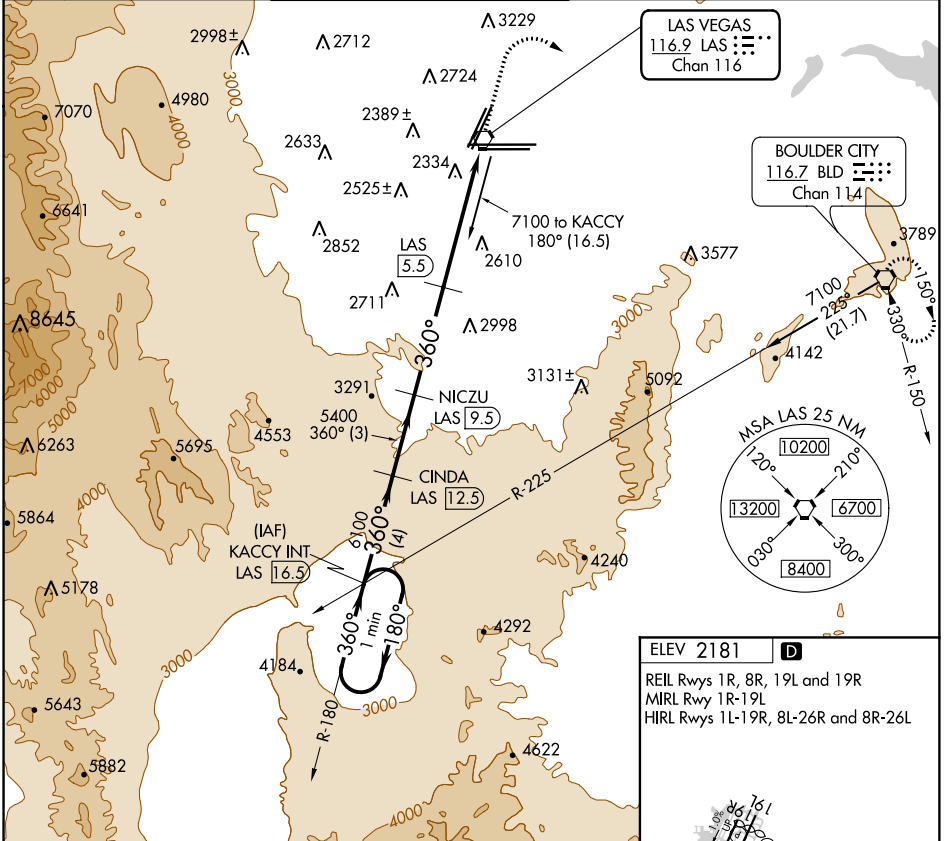 3229
LAS VEGAS
116.9 LAS
Chan 116
2998±
2712
3000
2724
4980
7070
4000
2389±
2633
2334
BOULDER CITY
116.7 BLD
Chan 114
2525±
6641
7100 to KACCY
180° (16.5)
2852
LAS
5.5
2610
3577
3789
150°
7100
225°
(21.7)
330°
2711
8645
2998
3000
360°
4142
R-150
7000
6000
5000
3291
3131±
5092
NICZU
LAS 9.5
5400
360° (3)
4553
6263
5695
MSA LAS 25 NM
10200
120°
210°
13200
6700
030°
300°
8400
CINDA
LAS 12.5
R-225
4000
5864
6100
360°
(4)
(IAF)
KACCY INT
LAS 16.5
4240
5178
360°
1 min
180°
4292
3000
4184
3000
R-180
5643
4622
5882
4000
ELEV 2181
D
REIL Rwys 1R, 8R, 19L and 19R
MIRL Rwy 1R-19L
HIRL Rwys 1L-19R, 8L-26R and 8R-26L
19R
19L
UP